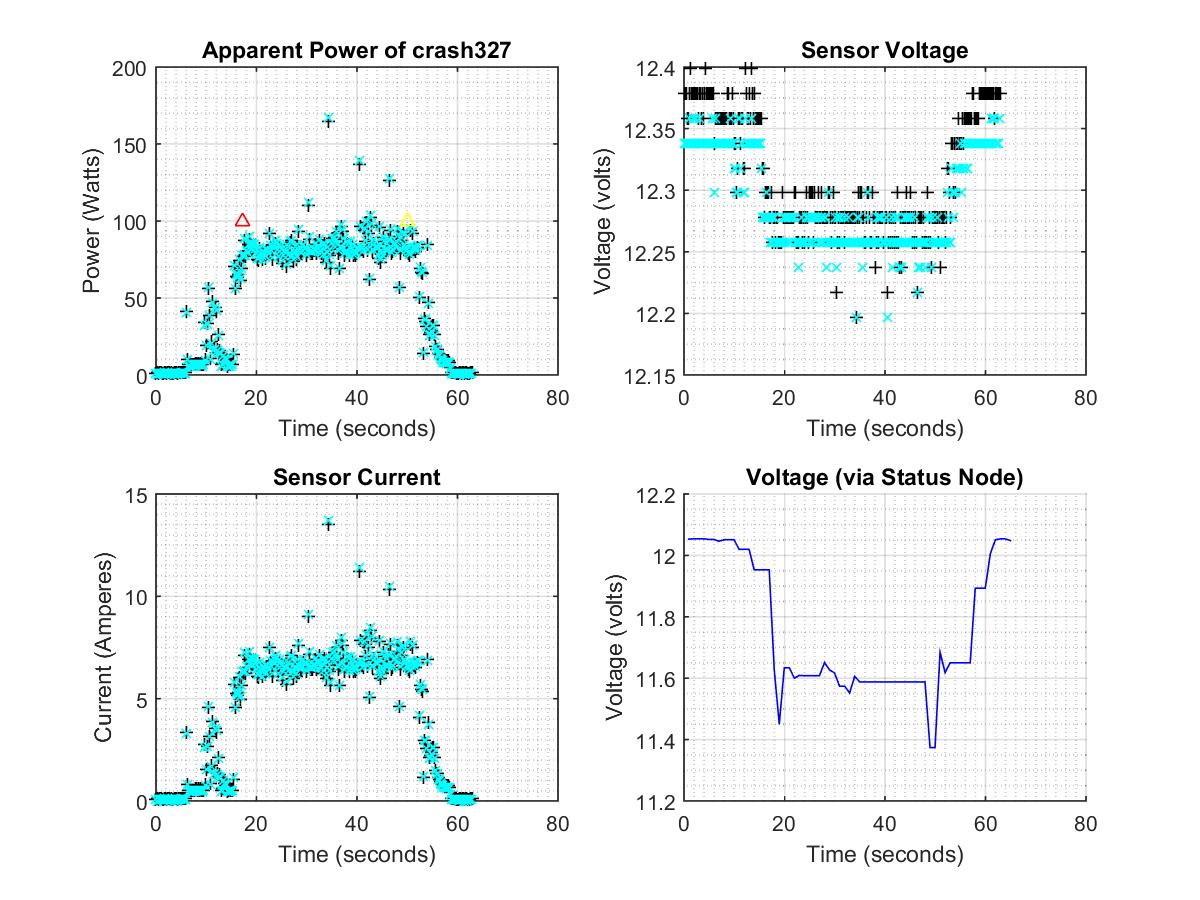 Apparent Power of crash327
200
150
100
50
0
Power (Watts)
0 20 40 60 80
Time (seconds)
Sensor Voltage
12.4
12.35
12.3
12.25
12.2
12.15
Voltage (volts)
0 20 40 60 80
Time (seconds)
Sensor Current
15
10
5
0
Current (Amperes)
0 20 40 60 80
Time (seconds)
Voltage (via Status Node)
12.2
12
11.8
11.6
11.4
11.2
Voltage (volts)
0 20 40 60 80
Time (seconds)